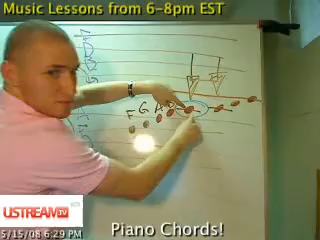 Music Lessons from 6-8pm EST
F G A
USTREAM TV
5/15/08 6:29 PM
Piano Chords!